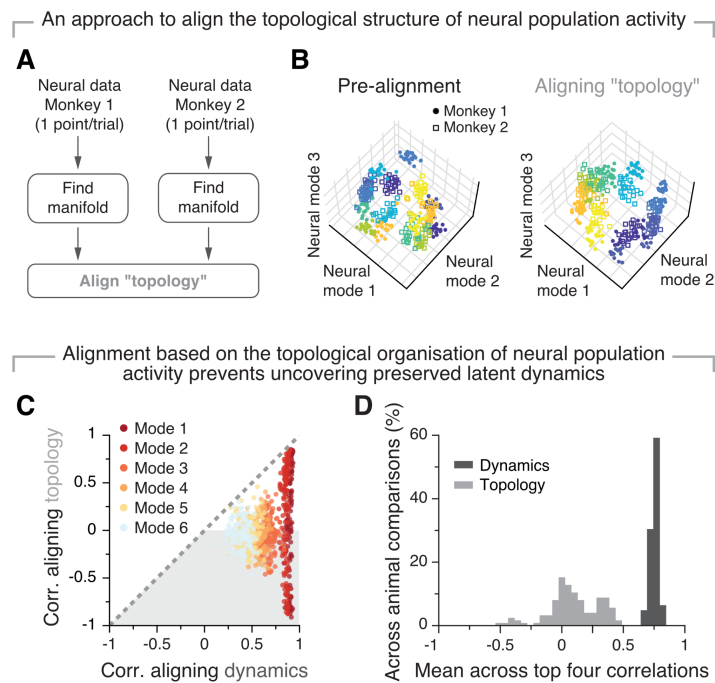 An approach to align the topological structure of neural population activity
A
Neural data
Monkey 1
(1 point/trial)
Neural data
Monkey 2
(1 point/trial)
Find
manifold
Find
manifold
Align "topology"
B
Pre-alignment
Monkey 1
Monkey 2
Neural mode 3
Neural
mode 1
Neural
mode 2
Aligning "topology"
Neural mode 3
Neural
mode 1
Neural
mode 2
Alignment based on the topological organisation of neural population
activity prevents uncovering preserved latent dynamics
C
Corr. aligning topology
1
0.5
0
-0.5
-1
Mode 1
Mode 2
Mode 3
Mode 4
Mode 5
Mode 6
-1
-0.5
0
0.5
1
Corr. aligning dynamics
D
Across animal comparisons (%)
60
40
20
0
Dynamics
Topology
-1
-0.5
0
0.5
1
Mean across top four correlations